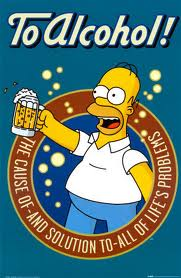 To Alcohol!
THE CAUSE OF-AND SOLUTION TO-ALL OF LIFE'S PROBLEMS